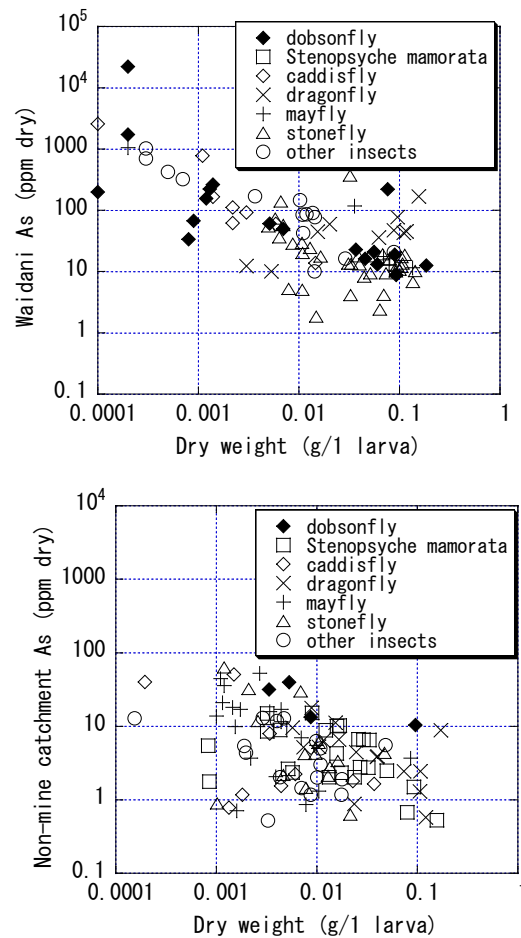 10^5
10^4
1000
100
10
1
0.1
Waidani As (ppm dry)
dobsonfly
Stenopsyche mamorata
caddisfly
dragonfly
mayfly
stonefly
other insects
0.0001 0.001 0.01 0.1 1
Dry weight (g/1 larva)
10^4
1000
100
10
1
0.1
Non-mine catchment As (ppm dry)
dobsonfly
Stenopsyche mamorata
caddisfly
dragonfly
mayfly
stonefly
other insects
0.0001 0.001 0.01 0.1 1
Dry weight (g/1 larva)